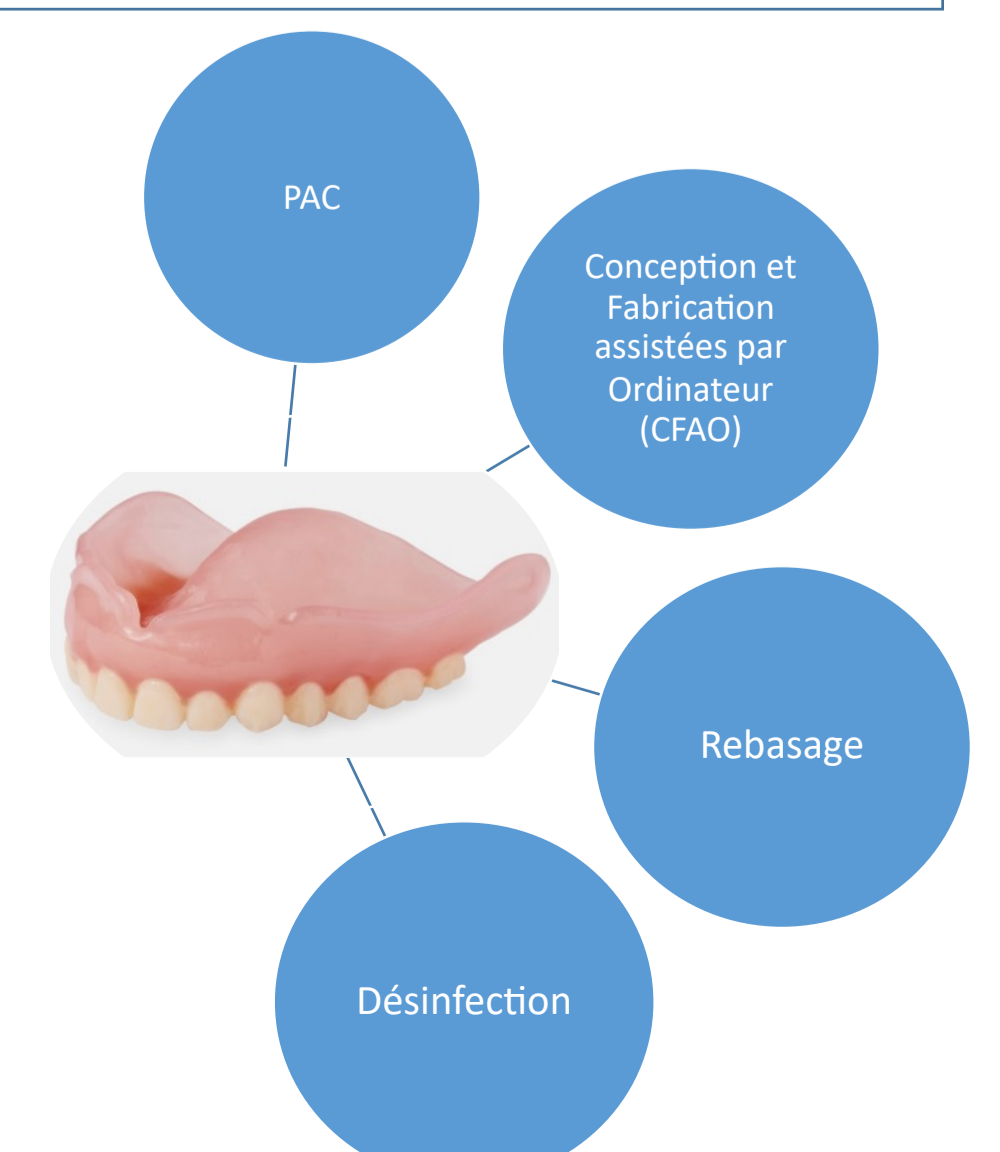 PAC
Conception et
Fabrication
assistées par
Ordinateur
(CFAO)
Rebasage
Désinfection